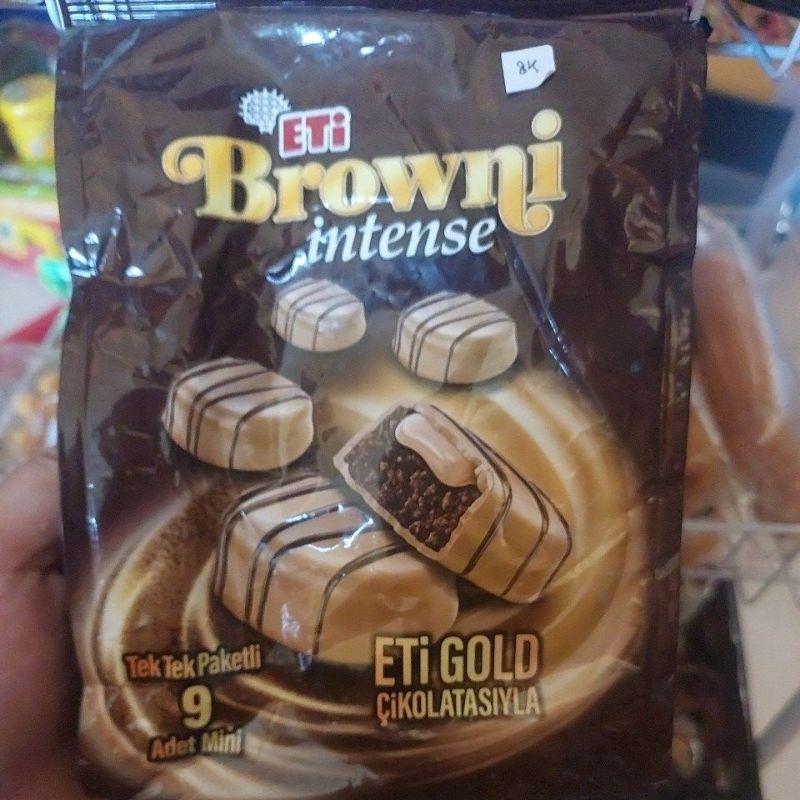 8K
ETi
Browni
intense
Tek Tek Paketli
9
Adet Mini
ETi GOLD
ÇiKOLATASIYLA